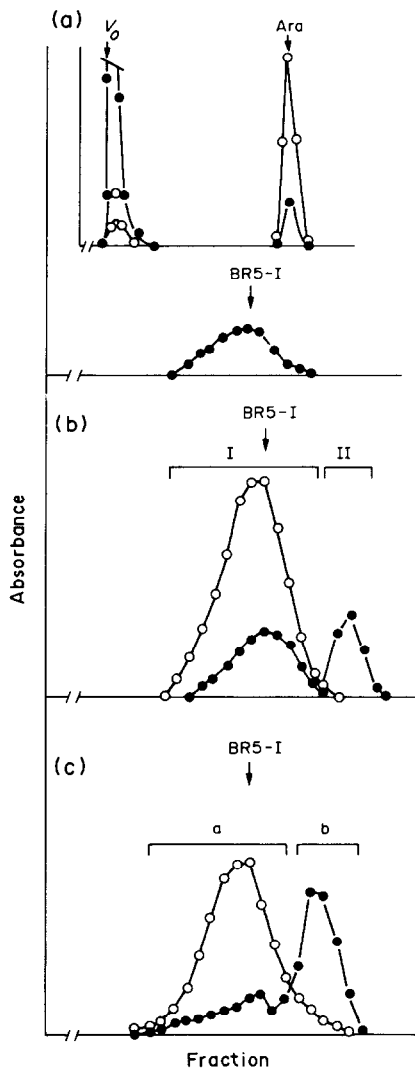 (a)
V₀
Ara
BR5-I
(b)
BR5-I
I
II
Absorbance
(c)
BR5-I
a
b
Fraction